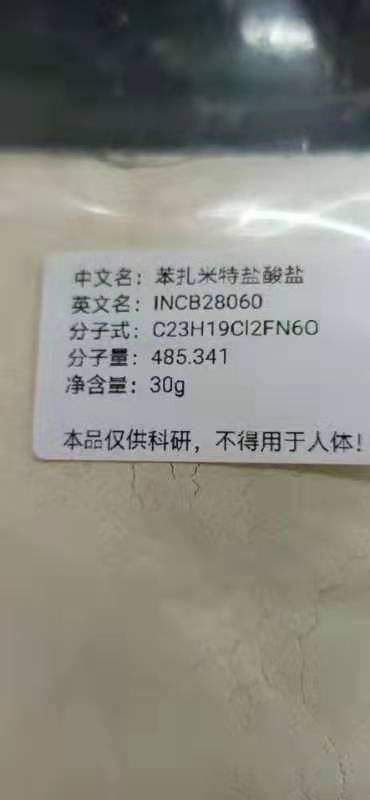 中文名：苯扎米特盐酸盐
英文名：INCB28060
分子式：C23H19Cl2FN6O
分子量：485.341
净含量：30g
本品仅供科研，不得用于人体！